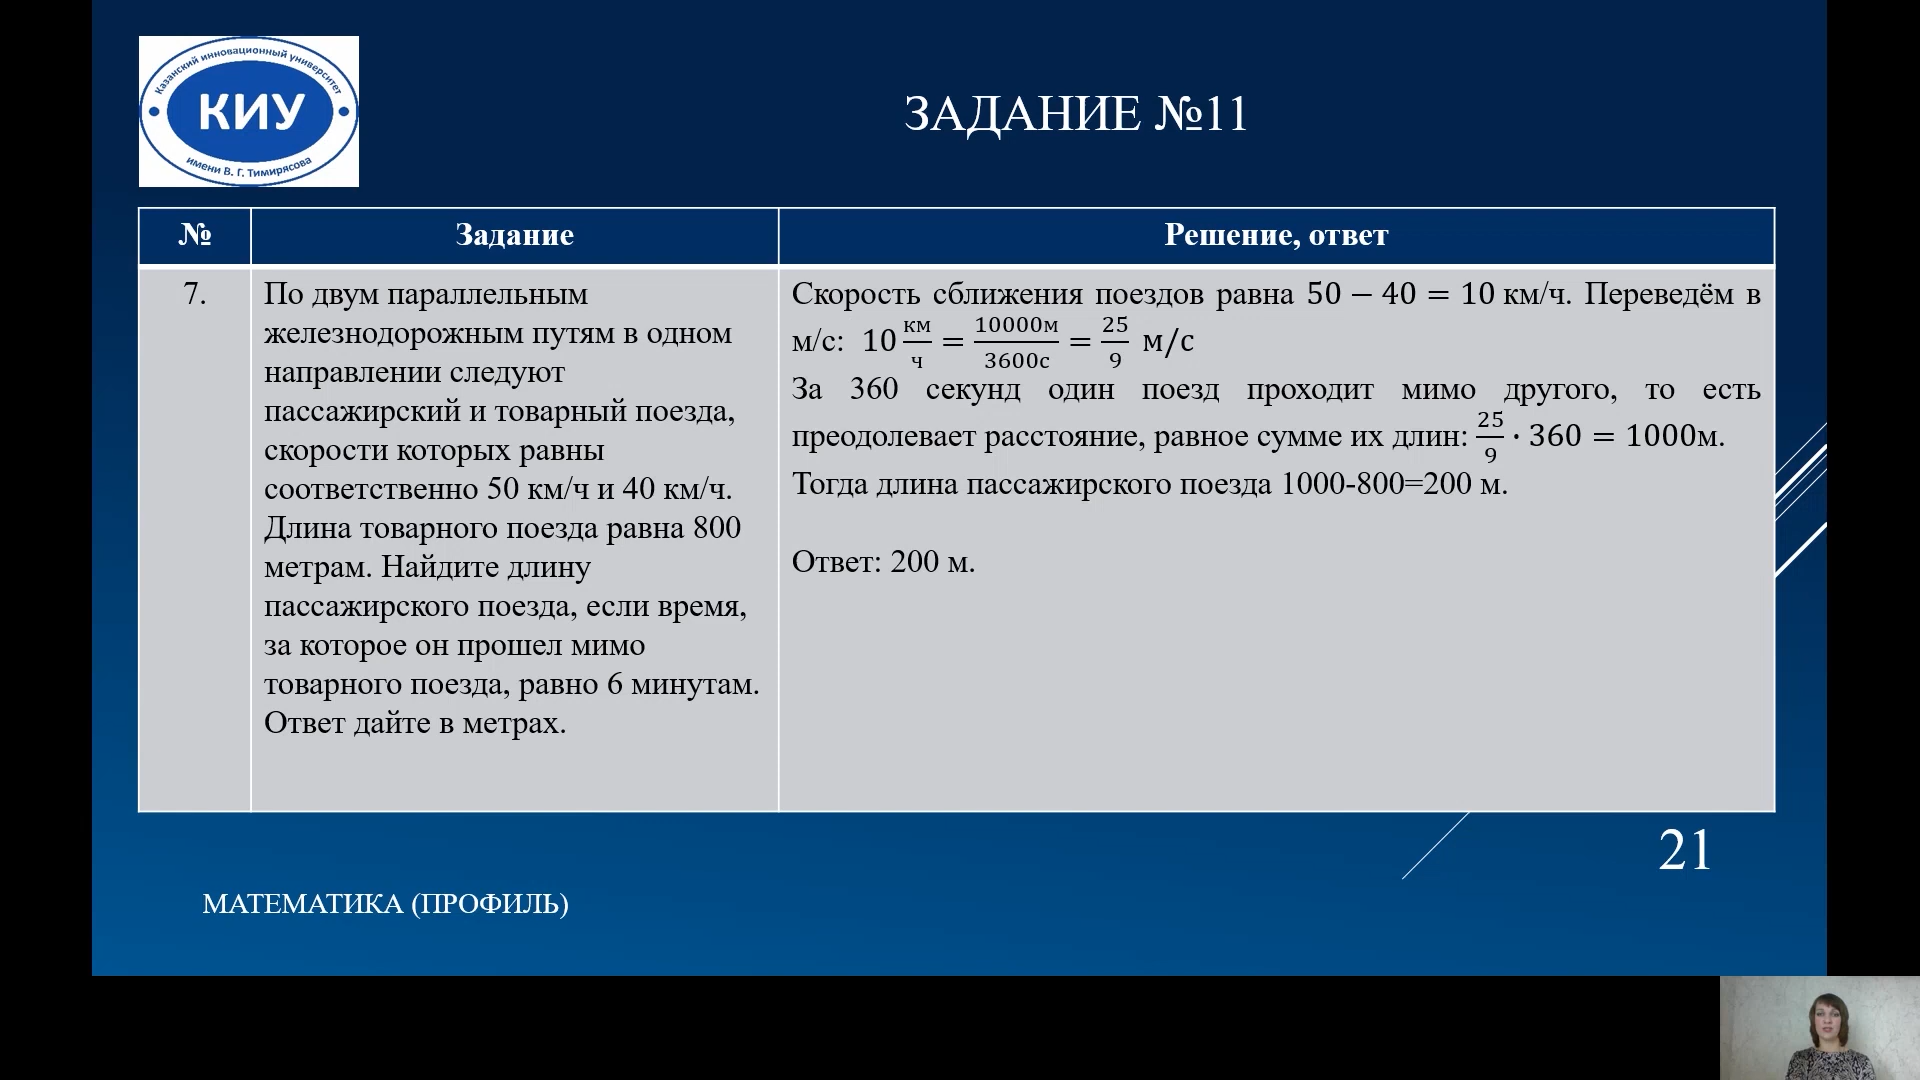 Казанский инновационный университет
КИУ
имени В. Г. Тимирясова
ЗАДАНИЕ №11
№ Задание Решение, ответ
7.
По двум параллельным
железнодорожным путям в одном
направлении следуют
пассажирский и товарный поезда,
скорости которых равны
соответственно 50 км/ч и 40 км/ч.
Длина товарного поезда равна 800
метрам. Найдите длину
пассажирского поезда, если время,
за которое он прошел мимо
товарного поезда, равно 6 минутам.
Ответ дайте в метрах.
Скорость сближения поездов равна 50 − 40 = 10 км/ч. Переведём в
м/с: 10 км/ч = 10000м/3600с = 25/9 м/с
За 360 секунд один поезд проходит мимо другого, то есть
преодолевает расстояние, равное сумме их длин: 25/9 · 360 = 1000м.
Тогда длина пассажирского поезда 1000-800=200 м.
Ответ: 200 м.
21
МАТЕМАТИКА (ПРОФИЛЬ)